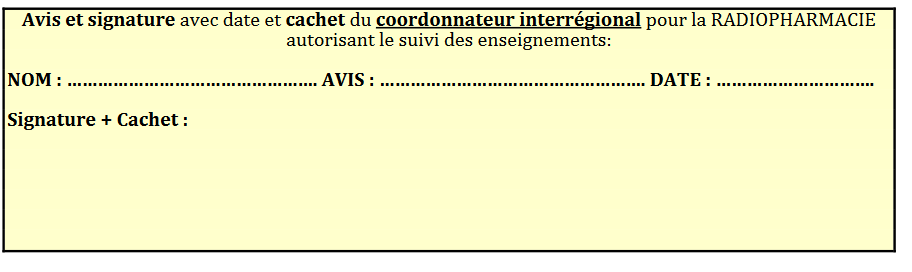 Avis et signature avec date et cachet du coordonnateur interrégional pour la RADIOPHARMACIE
autorisant le suivi des enseignements:
NOM : ………………………………………… AVIS : …………………………………………… DATE : …………………………
Signature + Cachet :